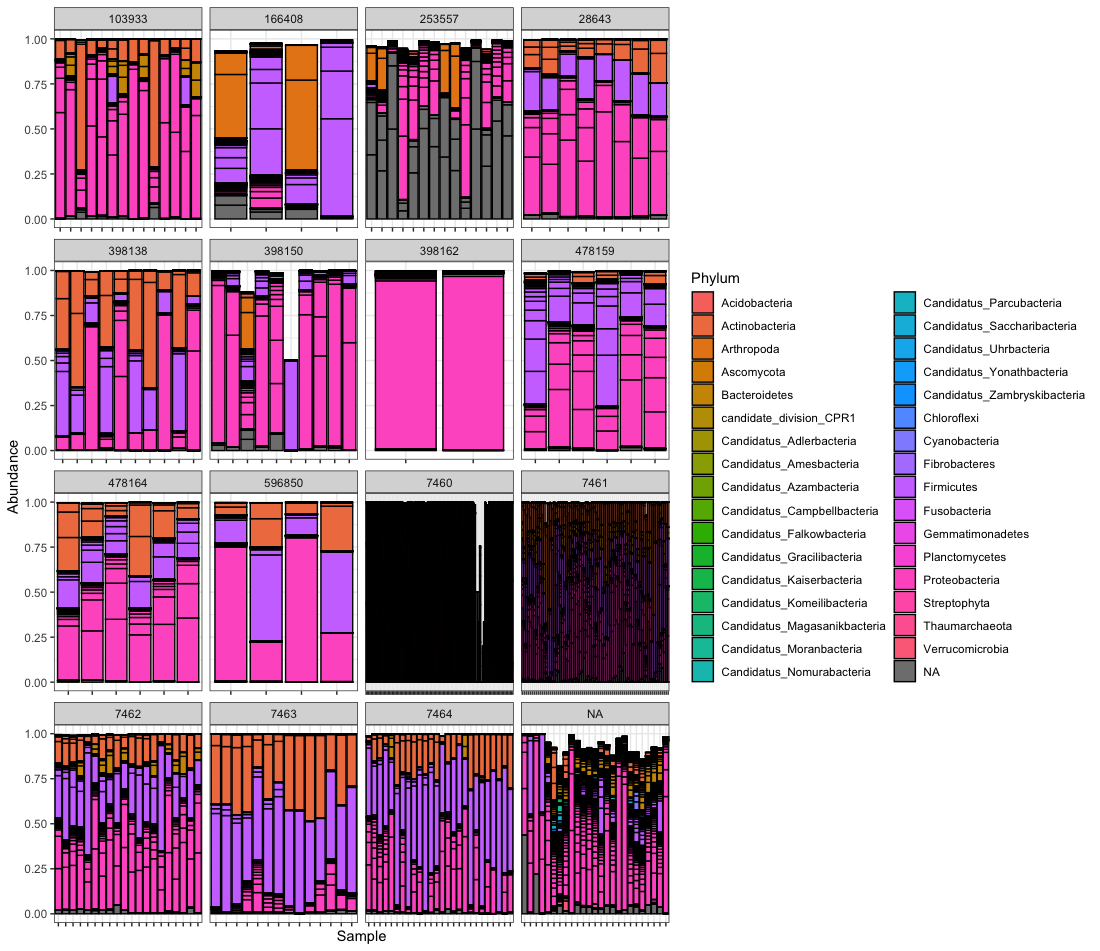 103933 166408 253557 28643
1.00
0.75
0.50
0.25
0.00
398138 398150 398162 478159
1.00
0.75
0.50
0.25
0.00
478164 596850 7460 7461
1.00
0.75
0.50
0.25
0.00
7462 7463 7464 NA
1.00
0.75
0.50
0.25
0.00
Abundance
Sample
Phylum
Acidobacteria
Actinobacteria
Arthropoda
Ascomycota
Bacteroidetes
candidate_division_CPR1
Candidatus_Adlerbacteria
Candidatus_Amesbacteria
Candidatus_Azambacteria
Candidatus_Campbellbacteria
Candidatus_Falkowbacteria
Candidatus_Gracilibacteria
Candidatus_Kaiserbacteria
Candidatus_Komeilibacteria
Candidatus_Magasanikbacteria
Candidatus_Moranbacteria
Candidatus_Nomurabacteria
Candidatus_Parcubacteria
Candidatus_Saccharibacteria
Candidatus_Uhrbacteria
Candidatus_Yonathbacteria
Candidatus_Zambryskibacteria
Chloroflexi
Cyanobacteria
Fibrobacteres
Firmicutes
Fusobacteria
Gemmatimonadetes
Planctomycetes
Proteobacteria
Streptophyta
Thaumarchaeota
Verrucomicrobia
NA